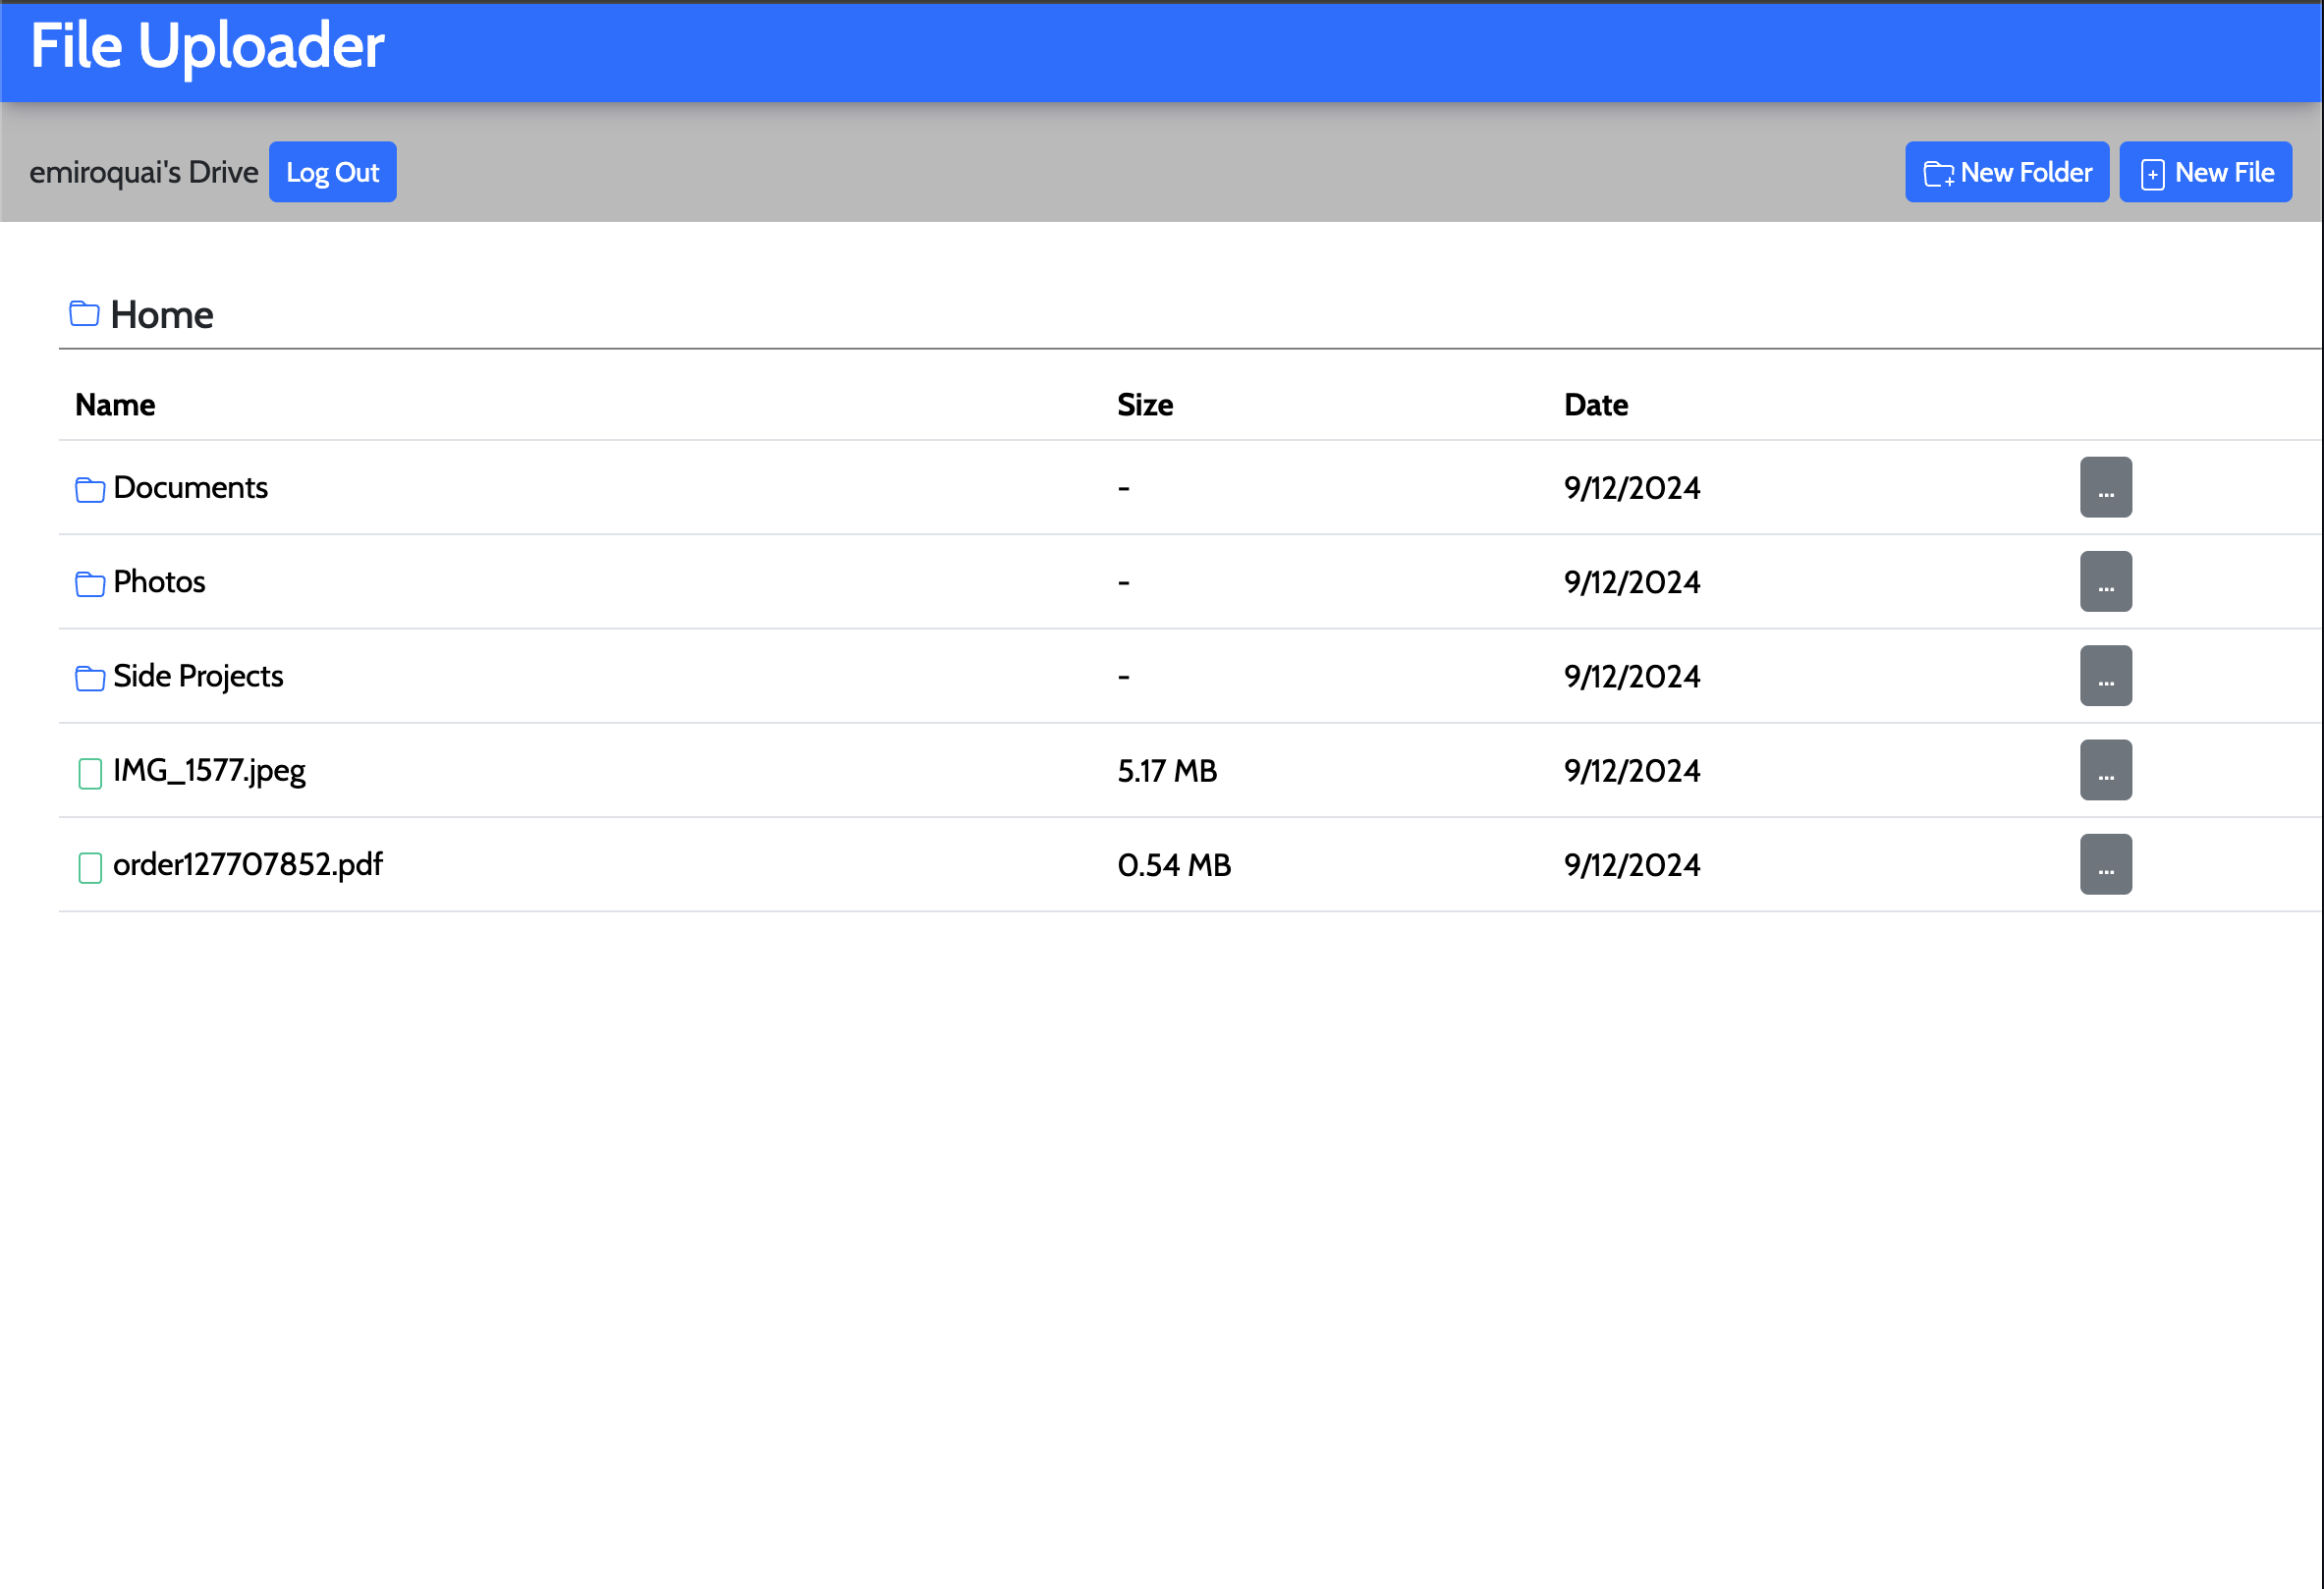 File Uploader
emiroquai's Drive Log Out New Folder New File
Home
Name Size Date
Documents - 9/12/2024 ...
Photos - 9/12/2024 ...
Side Projects - 9/12/2024 ...
IMG_1577.jpeg 5.17 MB 9/12/2024 ...
order127707852.pdf 0.54 MB 9/12/2024 ...